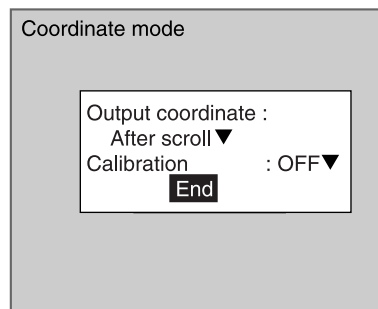 Coordinate mode
Output coordinate :
After scroll▼
Calibration : OFF▼
End